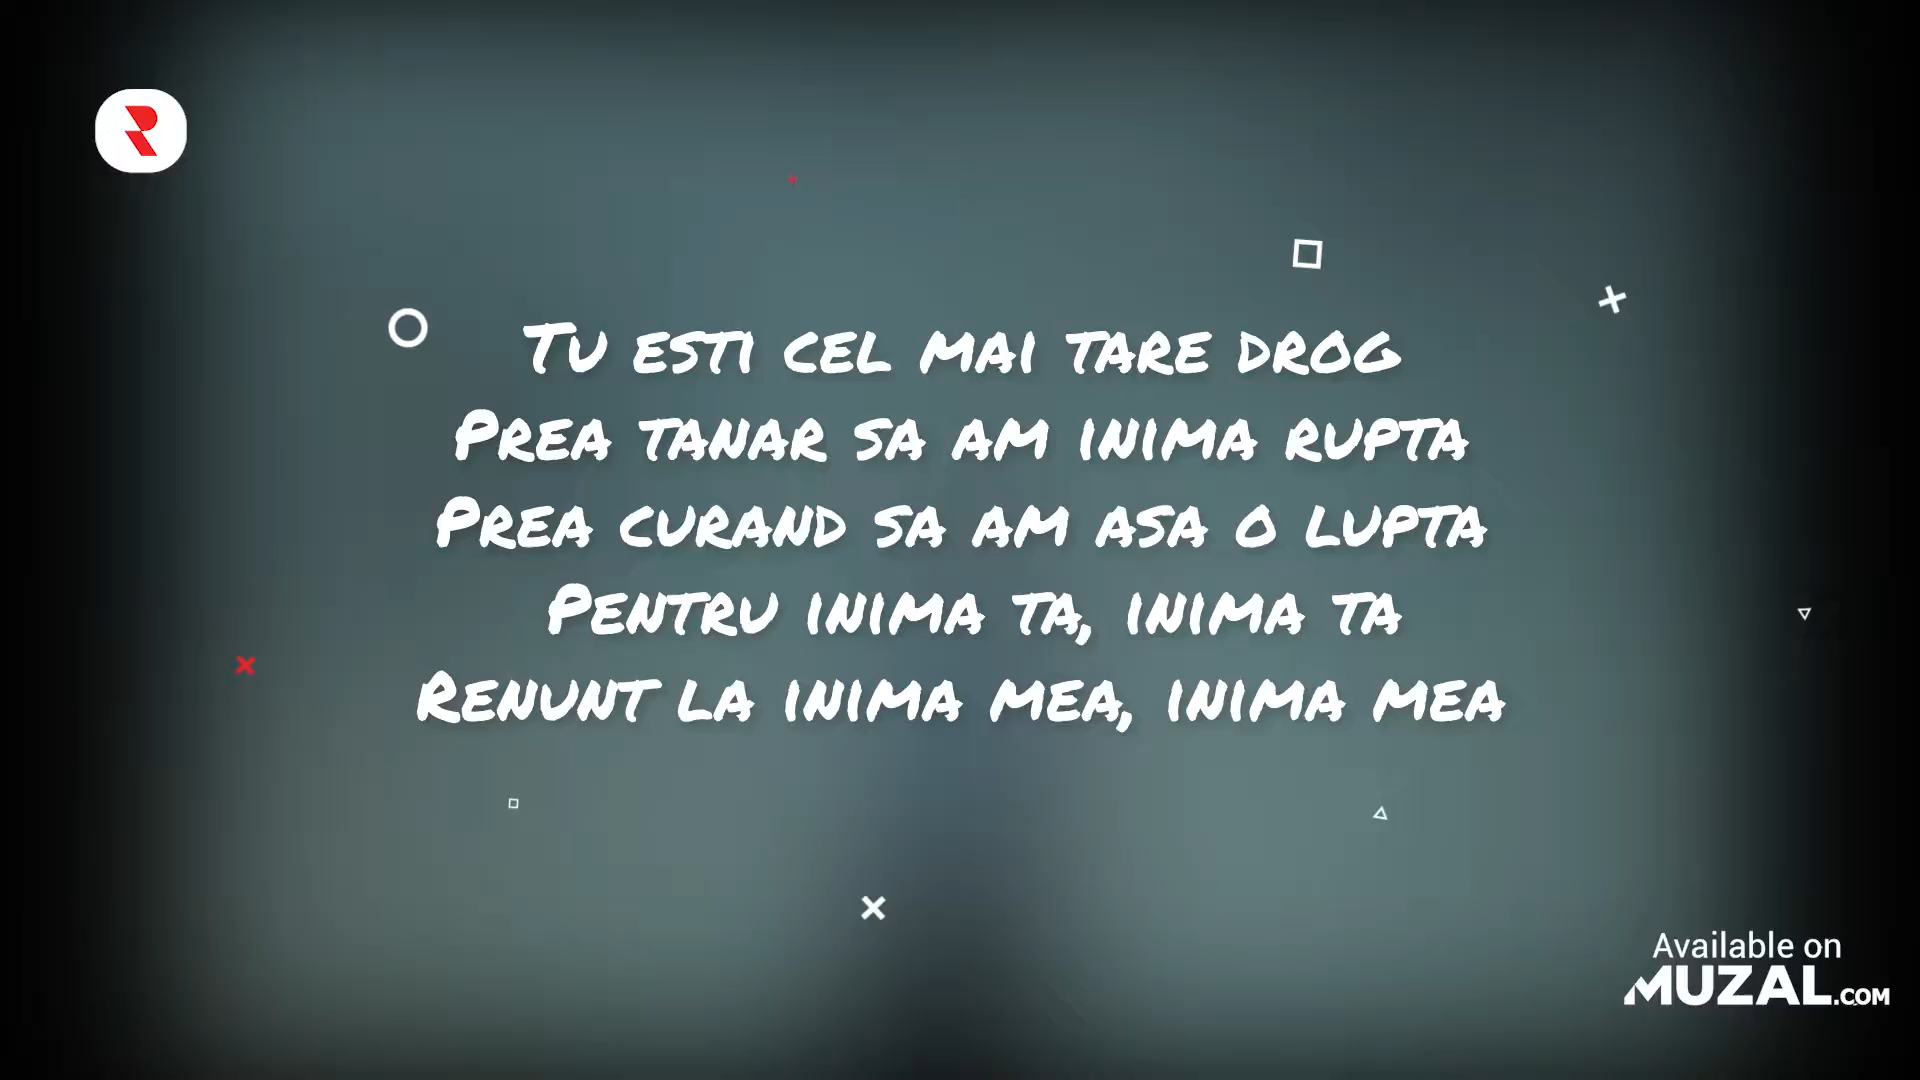 R
Tu esti cel mai tare drog
Prea tanar sa am inima rupta
Prea curand sa am asa o lupta
Pentru inima ta, inima ta
Renunt la inima mea, inima mea
Available on
MUZAL.COM